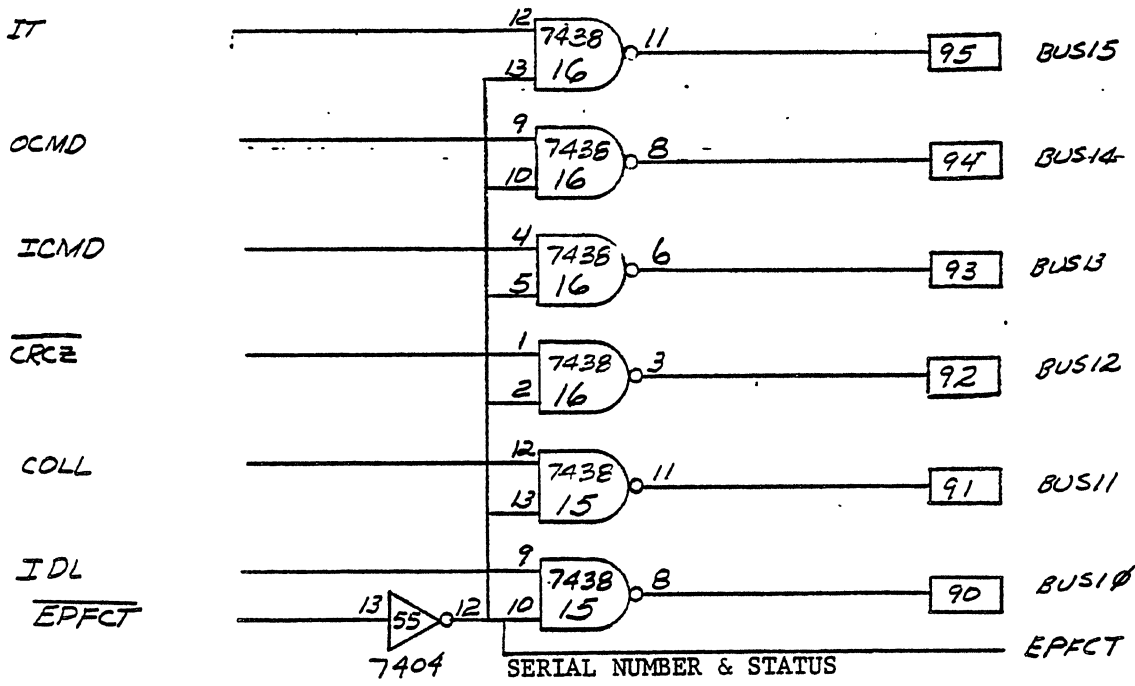 IT 12 7438 11 95 BUS15
13 16
OCMD 9 7438 8 94 BUS14
10 16
ICMD 4 7438 6 93 BUS13
5 16
CRCZ 1 7438 3 92 BUS12
2 16
COLL 12 7438 11 91 BUS11
13 15
IDL 9 7438 8 90 BUS1Ø
EPFCT 13 55 12 10 15
7404 SERIAL NUMBER & STATUS EPFCT